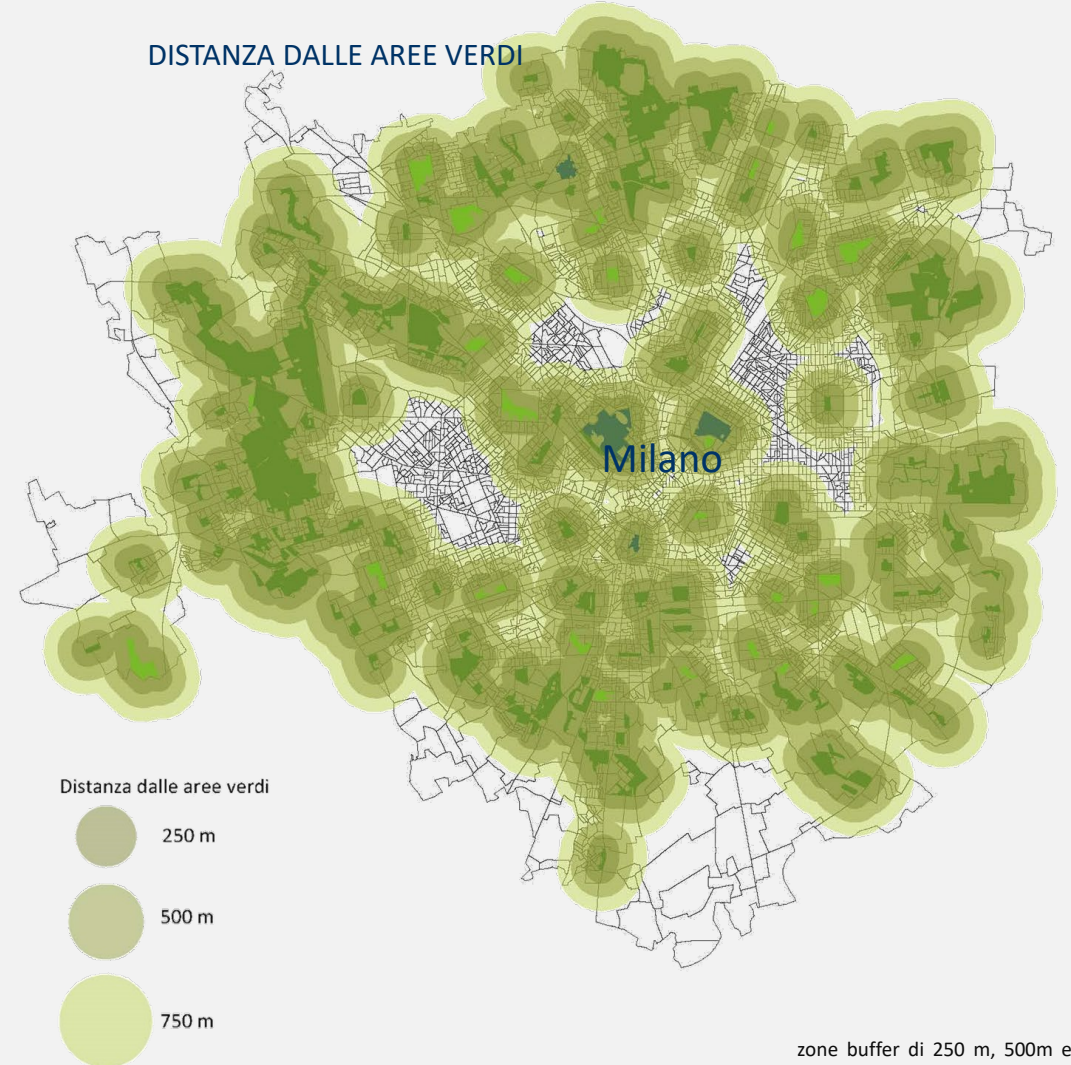 DISTANZA DALLE AREE VERDI
Milano
Distanza dalle aree verdi
250 m
500 m
750 m
zone buffer di 250 m, 500m e